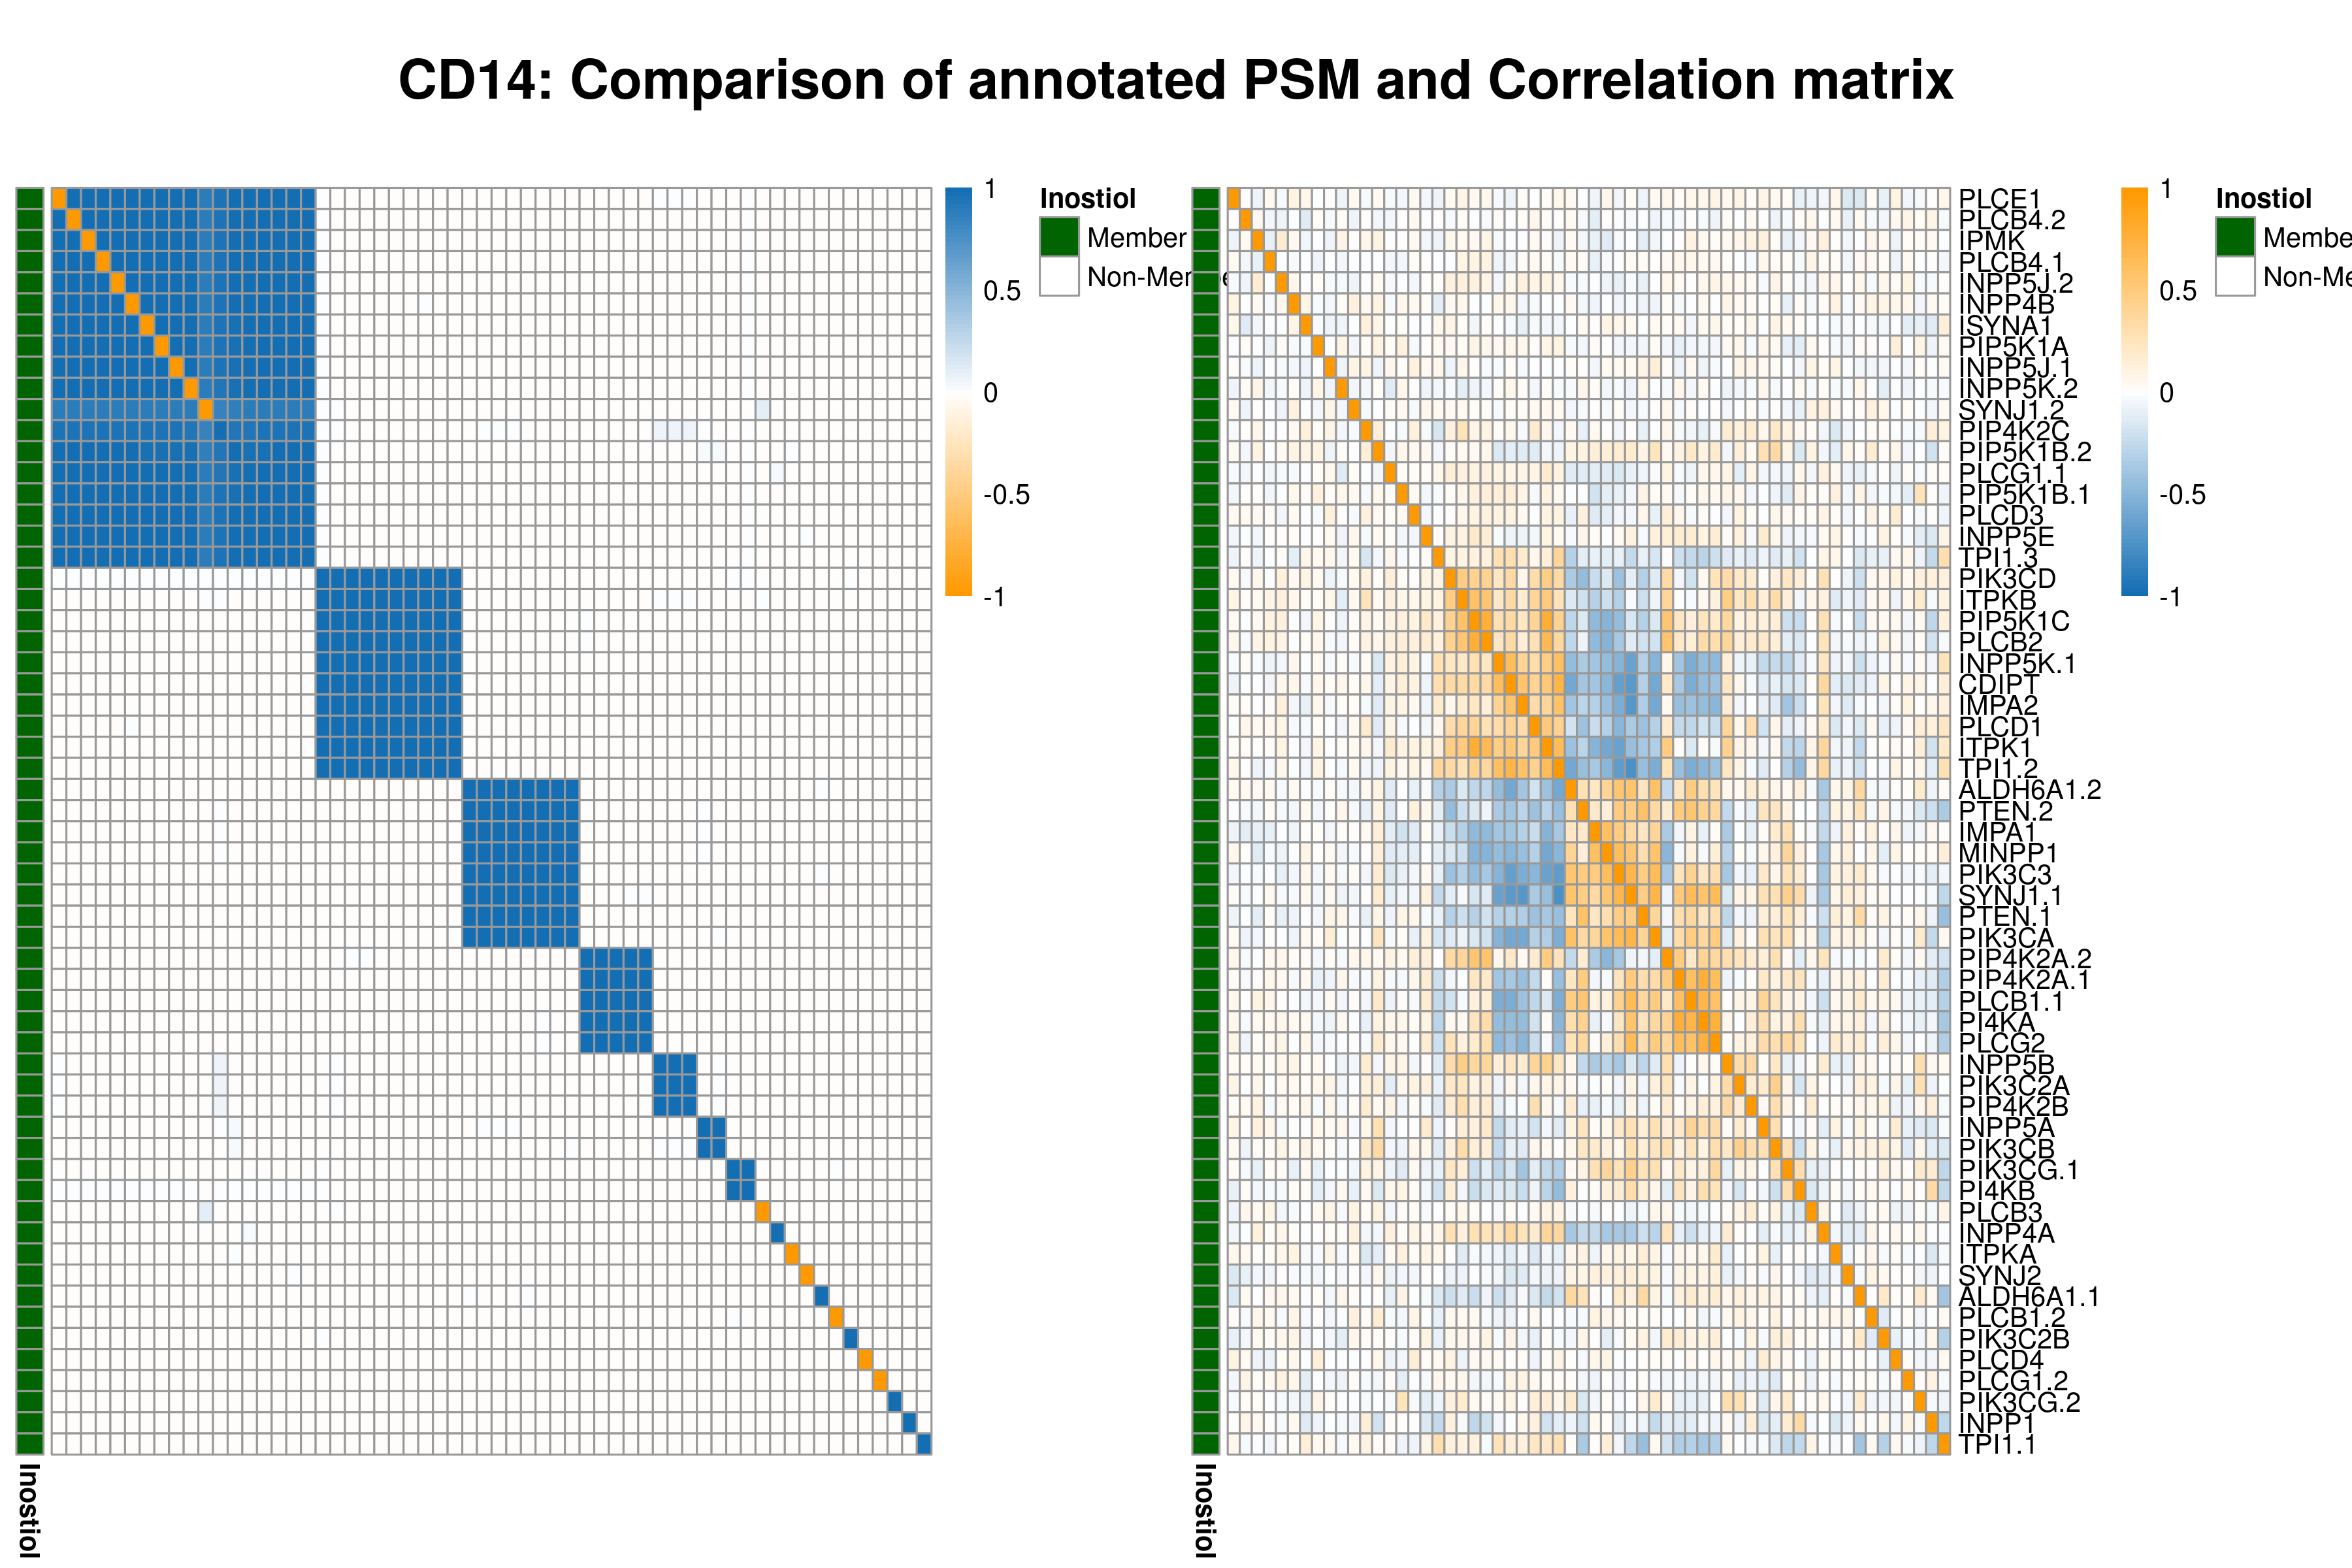 CD14: Comparison of annotated PSM and Correlation matrix
1
0.5
0
-0.5
-1
Inostiol
Member
Non-Mem
Inostiol
PLCE1
PLCB4.2
IPMK
PLCB4.1
INPP5J.2
INPP4B
ISYNA1
PIP5K1A
INPP5J.1
INPP5K.2
SYNJ1.2
PIP4K2C
PIP5K1B.2
PLCG1.1
PIP5K1B.1
PLCD3
INPP5E
TPI1.3
PIK3CD
ITPKB
PIP5K1C
PLCB2
INPP5K.1
CDIPT
IMPA2
PLCD1
ITPK1
TPI1.2
ALDH6A1.2
PTEN.2
IMPA1
MINPP1
PIK3C3
SYNJ1.1
PTEN.1
PIK3CA
PIP4K2A.2
PIP4K2A.1
PLCB1.1
PI4KA
PLCG2
INPP5B
PIK3C2A
PIP4K2B
INPP5A
PIK3CB
PIK3CG.1
PI4KB
PLCB3
INPP4A
ITPKA
SYNJ2
ALDH6A1.1
PLCB1.2
PIK3C2B
PLCD4
PLCG1.2
PIK3CG.2
INPP1
TPI1.1
1
0.5
0
-0.5
-1
Inostiol
Membe
Non-Me
Inostiol